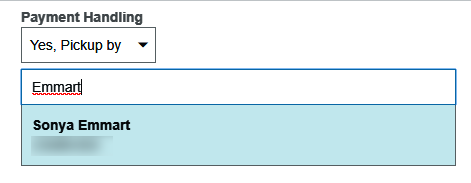 Payment Handling
Yes, Pickup by
Emmart
Sonya Emmart